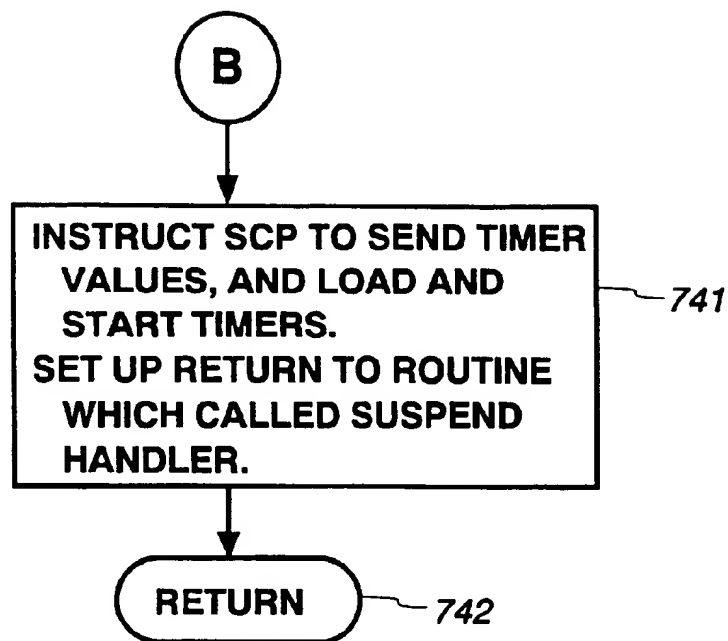 B
INSTRUCT SCP TO SEND TIMER
VALUES, AND LOAD AND
START TIMERS.
741
SET UP RETURN TO ROUTINE
WHICH CALLED SUSPEND
HANDLER.
RETURN
742